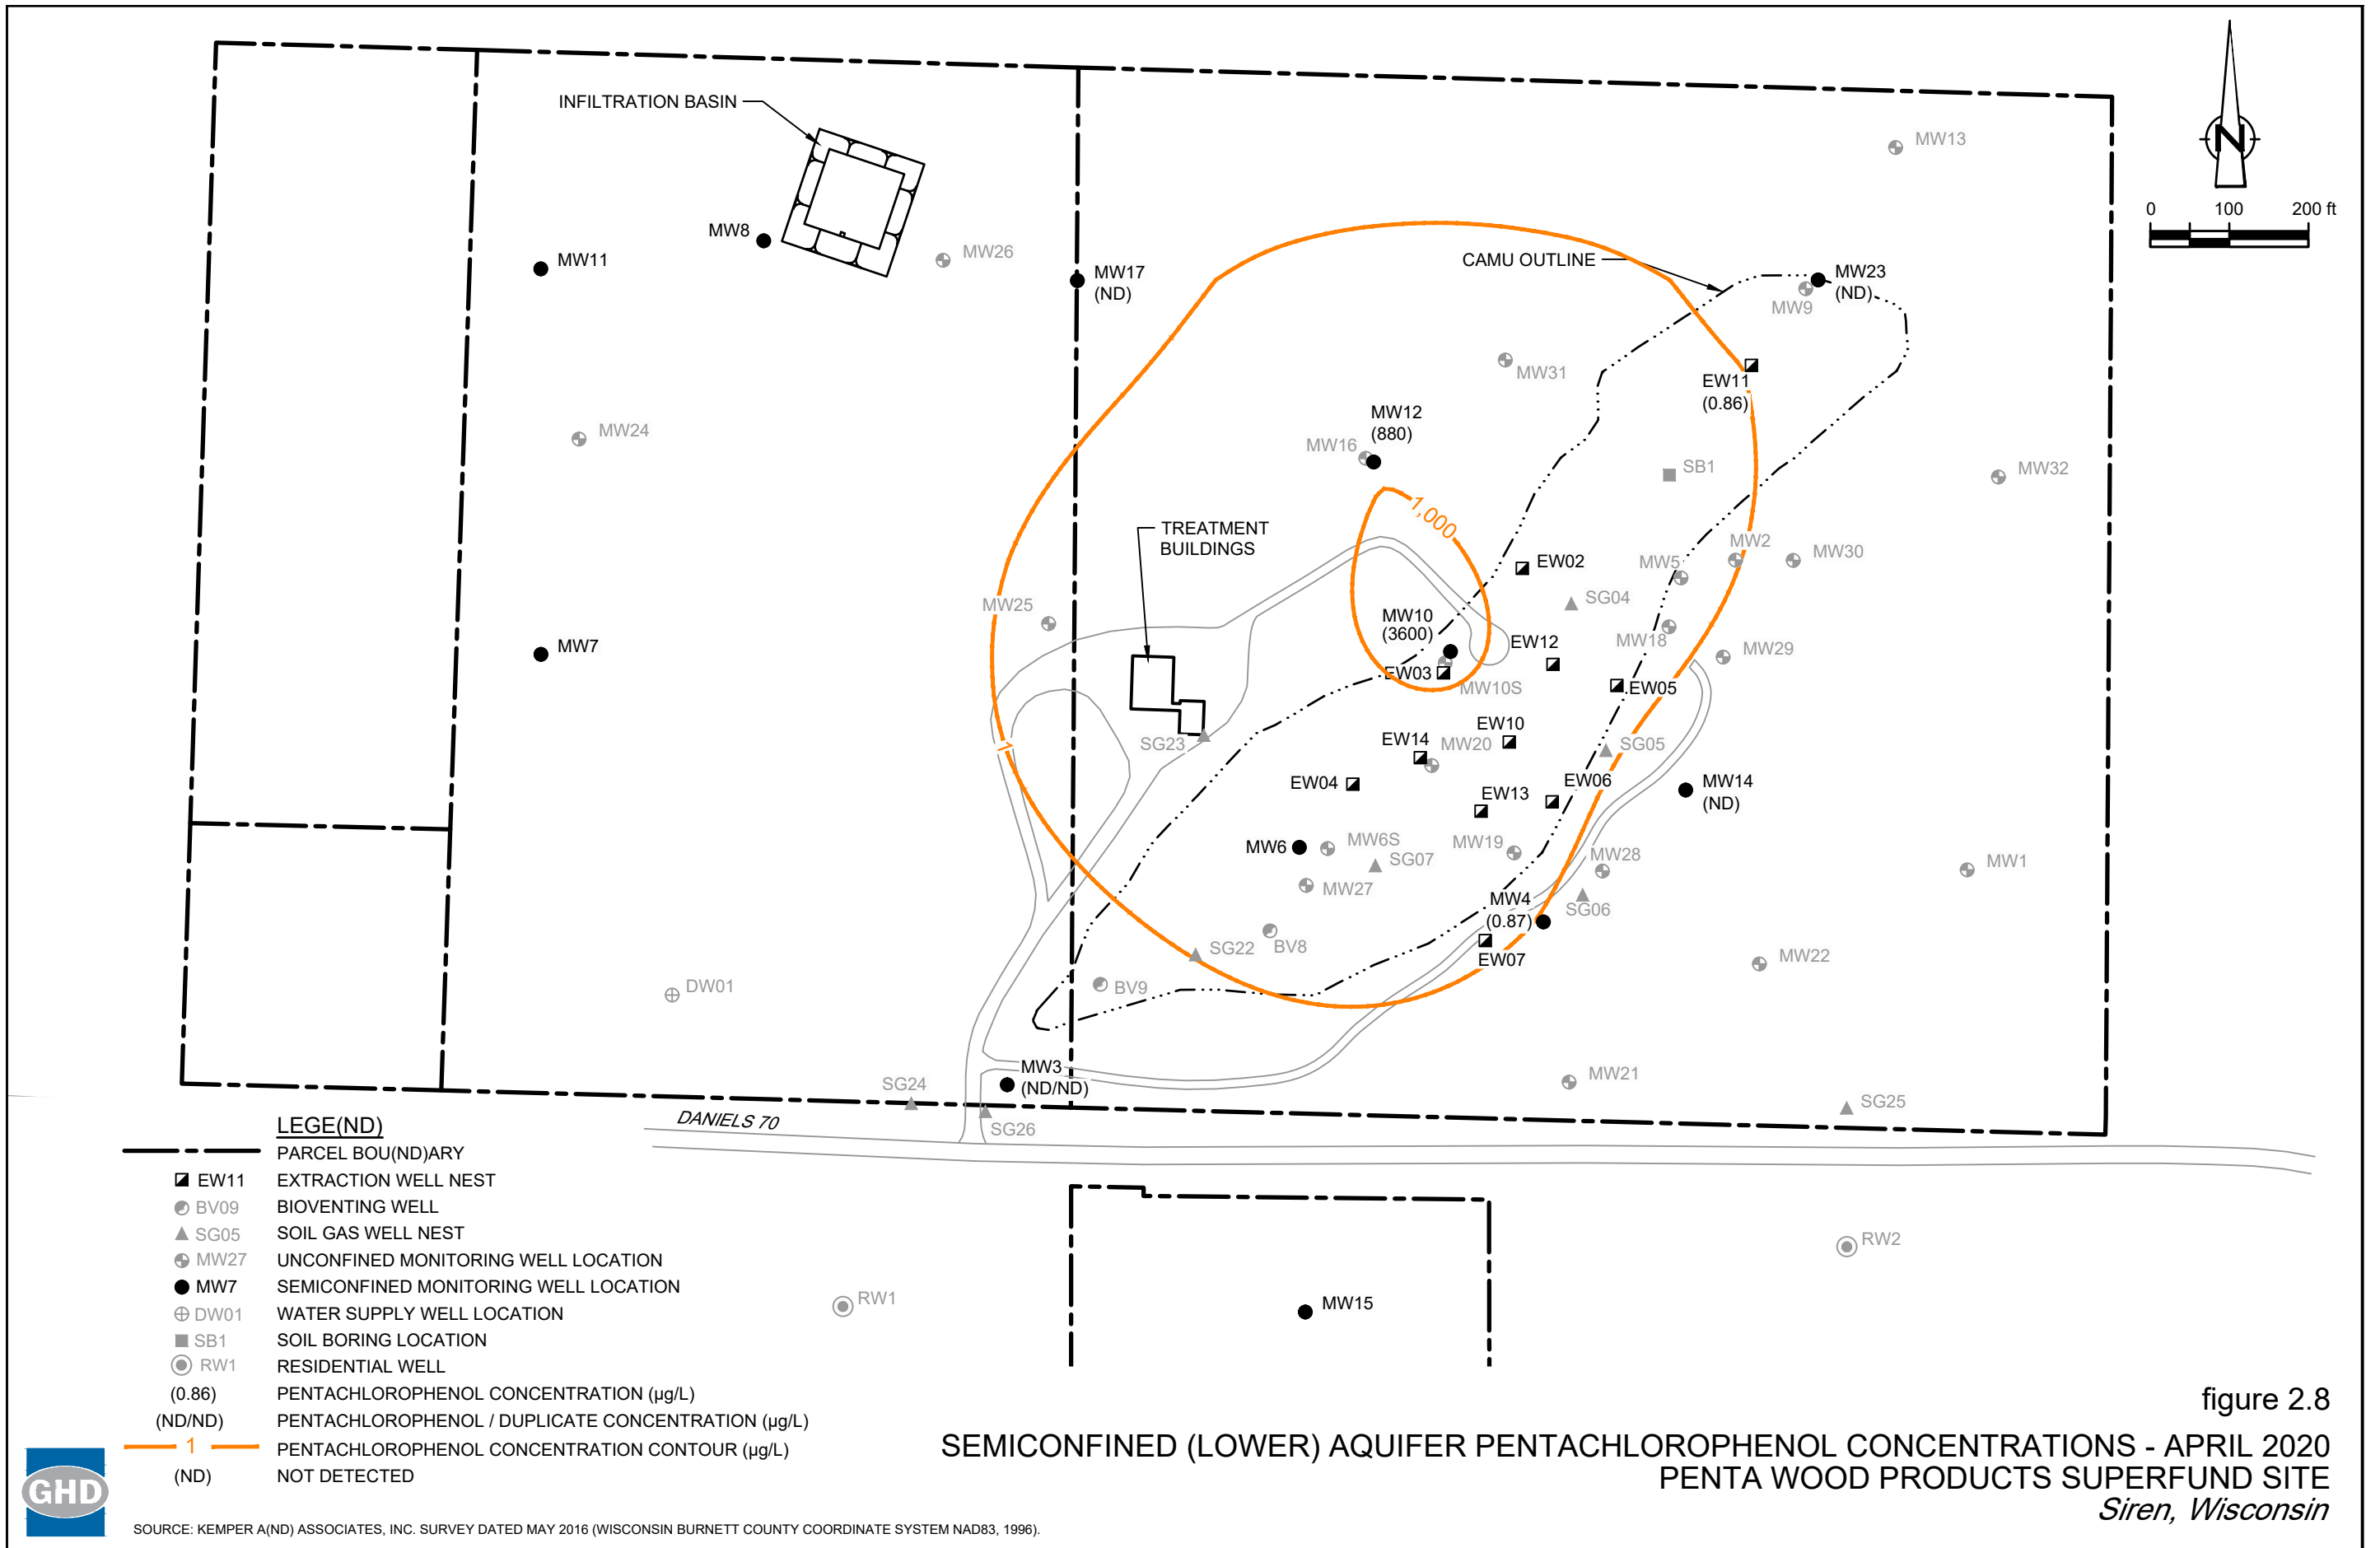 INFILTRATION BASIN
MW13
N
0 100 200 ft
MW8
MW26
MW11
MW17
(ND)
CAMU OUTLINE
MW23
(ND)
MW9
MW31
EW11
(0.86)
MW12
(880)
MW24
MW16
SB1
MW32
1,000
TREATMENT
BUILDINGS
MW2
MW30
EW02
MW5
SG04
MW25
MW10
(3600)
EW12
MW18
MW7
MW29
EW03
MW10S
EW05
EW10
SG23
EW14
MW20
SG05
1
EW04
EW06
MW14
(ND)
EW13
MW6
MW6S
MW19
SG07
MW28
MW1
MW27
MW4
(0.87)
SG06
SG22
BV8
EW07
MW22
DW01
BV9
MW3
(ND/ND)
MW21
SG24
SG25
DANIELS 70
SG26
RW2
RW1
MW15
LEGE(ND)
PARCEL BOU(ND)ARY
EW11 EXTRACTION WELL NEST
BV09 BIOVENTING WELL
SG05 SOIL GAS WELL NEST
MW27 UNCONFINED MONITORING WELL LOCATION
MW7 SEMICONFINED MONITORING WELL LOCATION
DW01 WATER SUPPLY WELL LOCATION
SB1 SOIL BORING LOCATION
RW1 RESIDENTIAL WELL
(0.86) PENTACHLOROPHENOL CONCENTRATION (µg/L)
(ND/ND) PENTACHLOROPHENOL / DUPLICATE CONCENTRATION (µg/L)
1 PENTACHLOROPHENOL CONCENTRATION CONTOUR (µg/L)
(ND) NOT DETECTED
figure 2.8
SEMICONFINED (LOWER) AQUIFER PENTACHLOROPHENOL CONCENTRATIONS - APRIL 2020
PENTA WOOD PRODUCTS SUPERFUND SITE
Siren, Wisconsin
GHD
SOURCE: KEMPER A(ND) ASSOCIATES, INC. SURVEY DATED MAY 2016 (WISCONSIN BURNETT COUNTY COORDINATE SYSTEM NAD83, 1996).